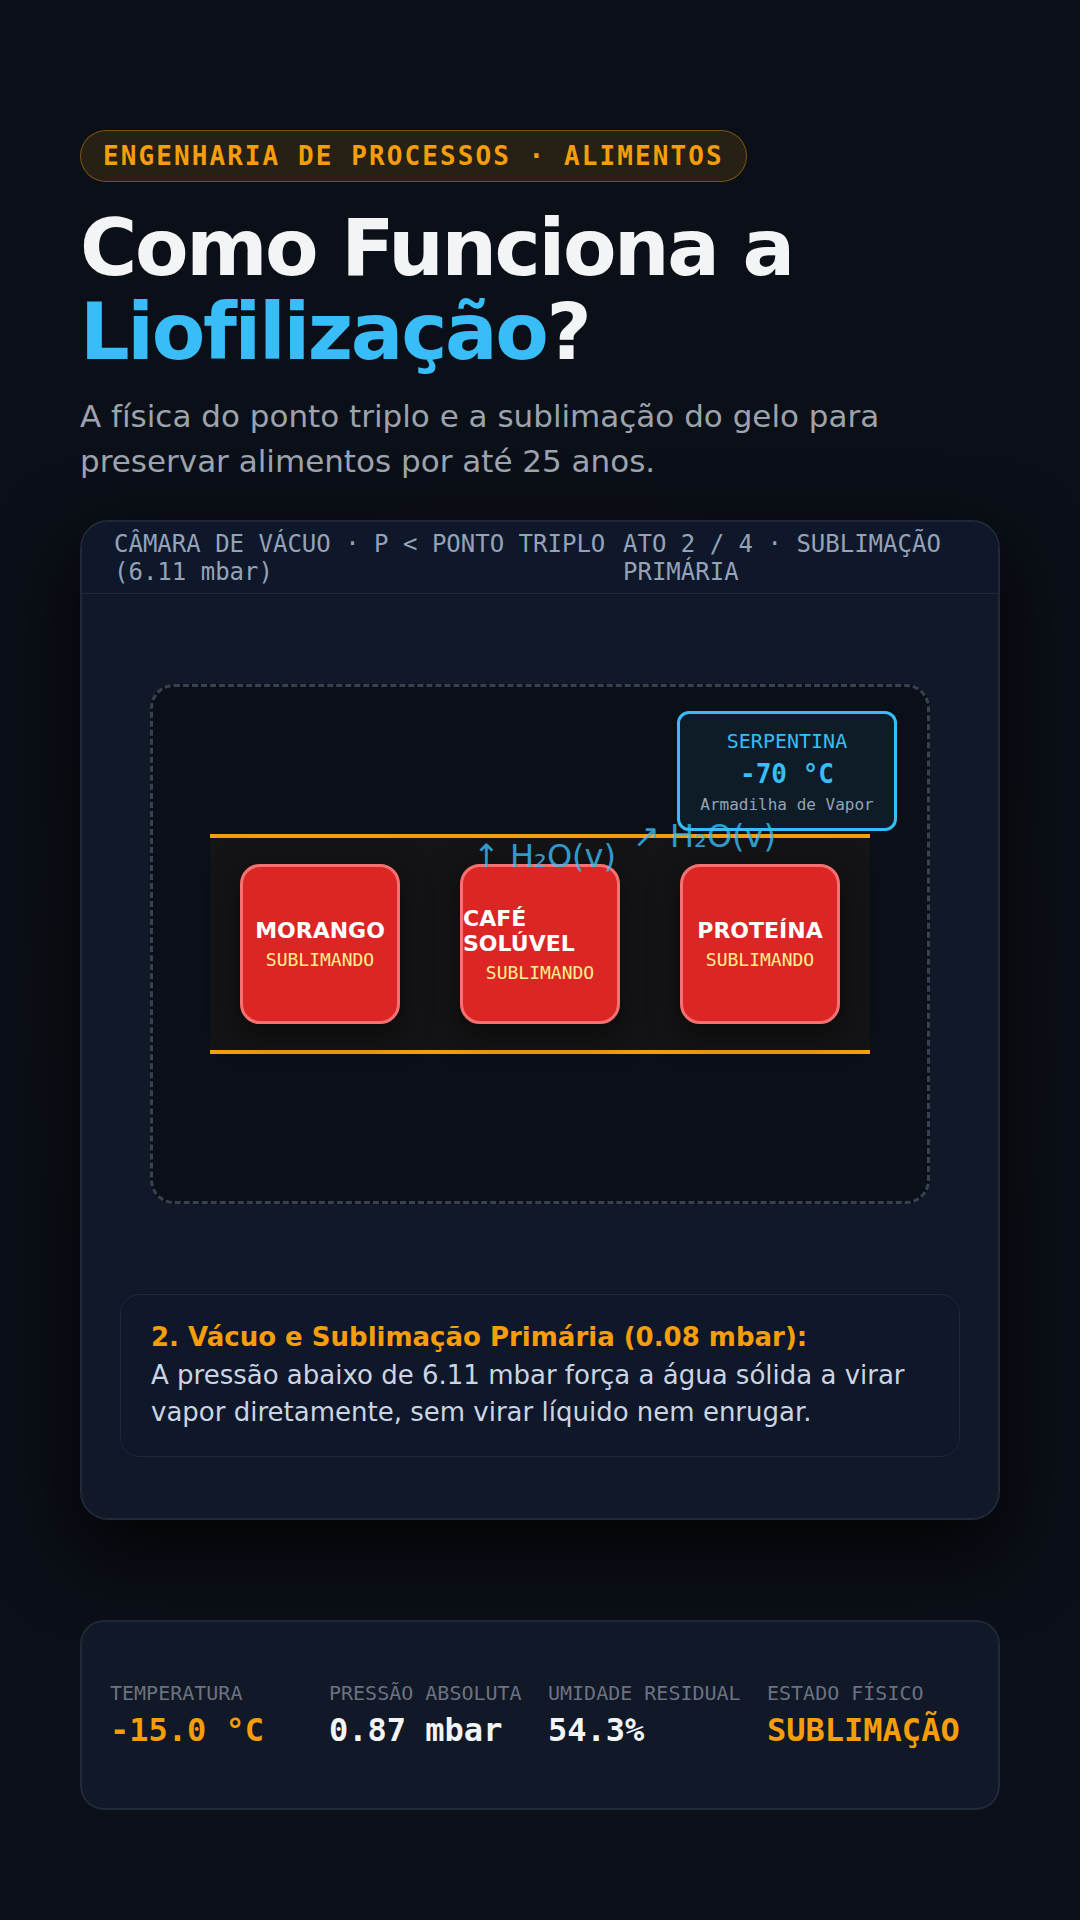 ENGENHARIA DE PROCESSOS · ALIMENTOS
Como Funciona a
Liofilização?
A física do ponto triplo e a sublimação do gelo para
preservar alimentos por até 25 anos.
CÂMARA DE VÁCUO · P < PONTO TRIPLO
(6.11 mbar)
ATO 2 / 4 · SUBLIMAÇÃO
PRIMÁRIA
SERPENTINA
-70 °C
Armadilha de Vapor
↗ H₂O(v)
↑ H₂O(v)
MORANGO
SUBLIMANDO
CAFÉ
SOLÚVEL
SUBLIMANDO
PROTEÍNA
SUBLIMANDO
2. Vácuo e Sublimação Primária (0.08 mbar):
A pressão abaixo de 6.11 mbar força a água sólida a virar
vapor diretamente, sem virar líquido nem enrugar.
TEMPERATURA
-15.0 °C
PRESSÃO ABSOLUTA
0.87 mbar
UMIDADE RESIDUAL
54.3%
ESTADO FÍSICO
SUBLIMAÇÃO